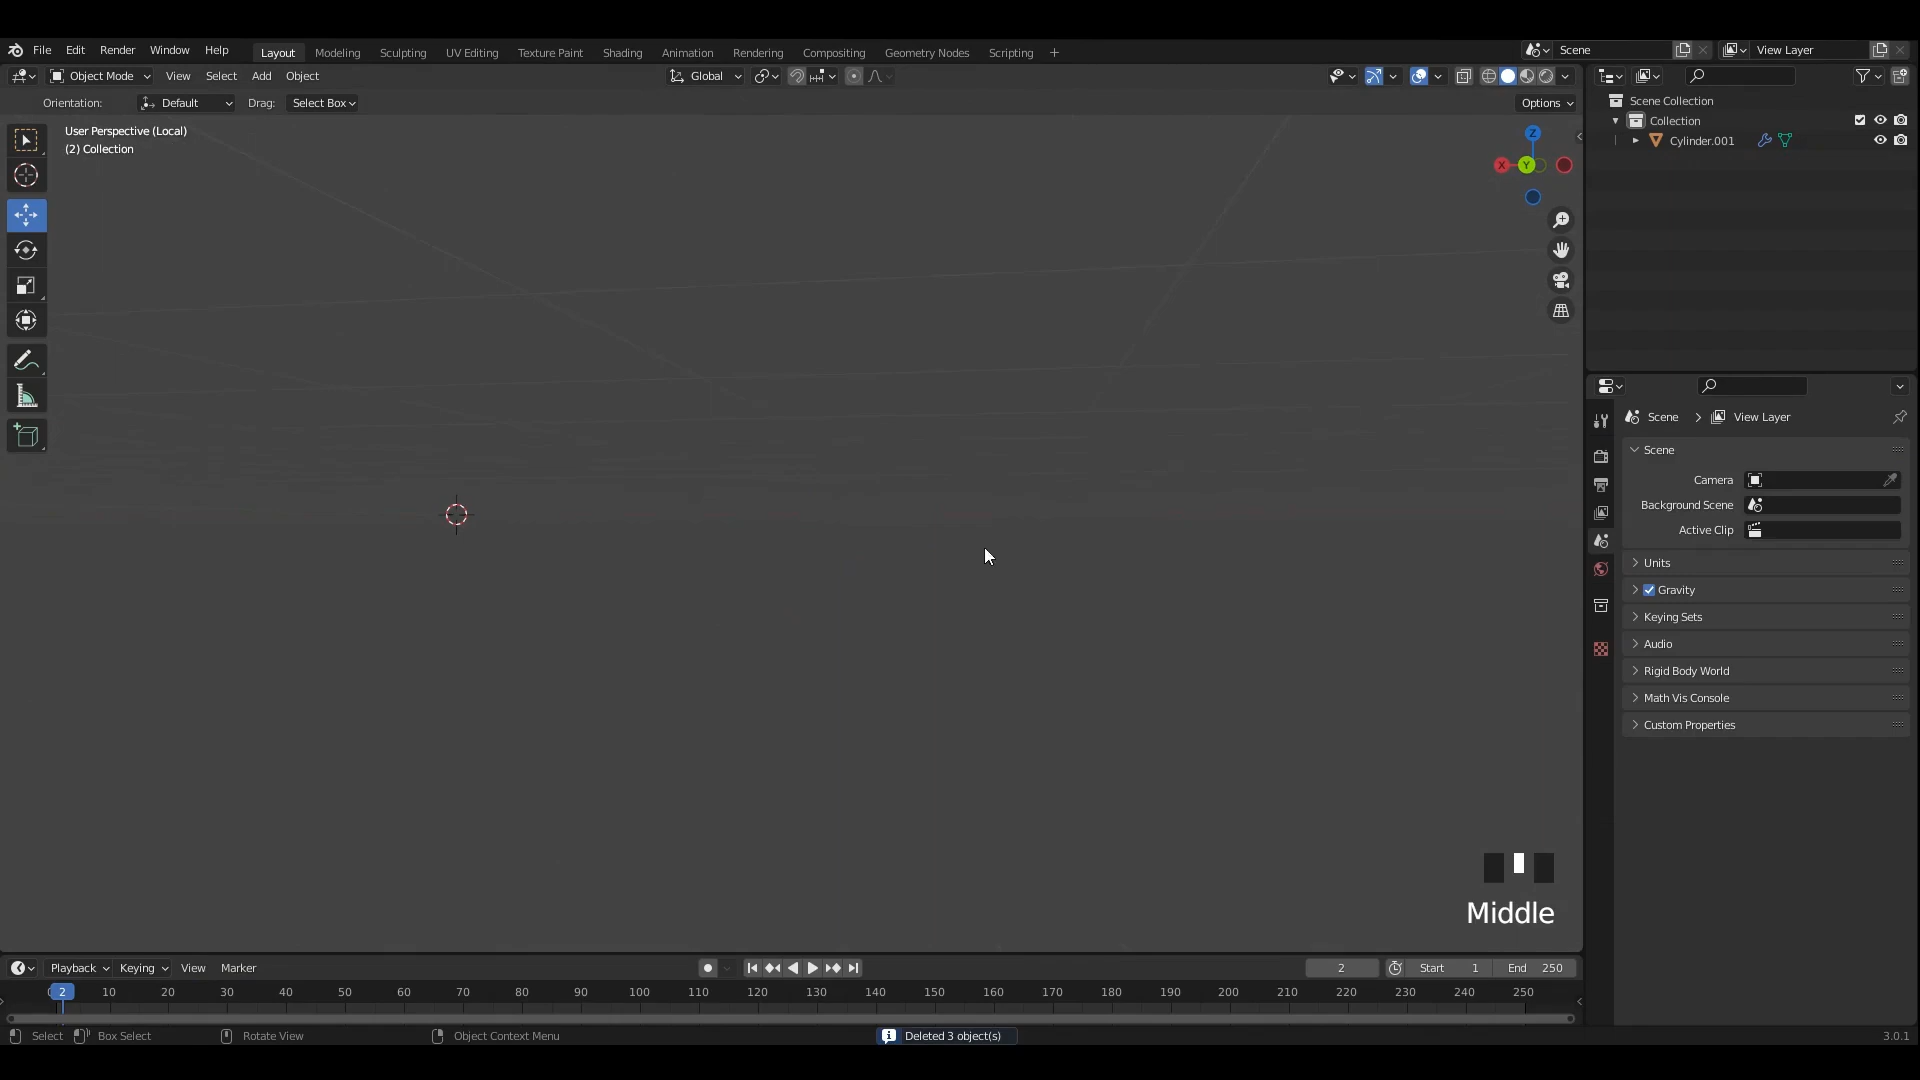 File Edit Render Window Help Layout Modeling Sculpting UV Editing Texture Paint Shading Animation Rendering Compositing Geometry Nodes Scripting + Scene View Layer
Object Mode View Select Add Object Global
Orientation: Default Drag: Select Box Options
User Perspective (Local)
(2) Collection
Z
X Y
Scene Collection
Collection
Cylinder.001
Scene > View Layer
Scene
Camera
Background Scene
Active Clip
Units
Gravity
Keying Sets
Audio
Rigid Body World
Math Vis Console
Custom Properties
Middle
Playback Keying View Marker 2 Start 1 End 250
2 10 20 30 40 50 60 70 80 90 100 110 120 130 140 150 160 170 180 190 200 210 220 230 240 250
Select Box Select Rotate View Object Context Menu Deleted 3 object(s) 3.0.1